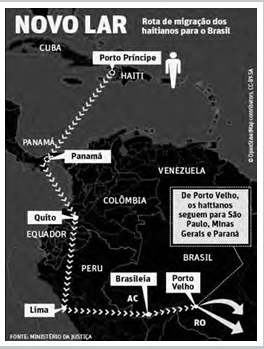 NOVO LAR
Rota de migração dos
haitianos para o Brasil
CUBA
Porto Príncipe
HAITI
© OpenStreetMap contributors, CC-BY-SA
PANAMÁ
Panamá
VENEZUELA
COLÔMBIA
De Porto Velho,
os haitianos
seguem para São
Paulo, Minas
Gerais e Paraná
Quito
EQUADOR
BRASIL
PERU
Brasileia
Porto
Velho
AC
Lima
RO
FONTE: MINISTÉRIO DA JUSTIÇA